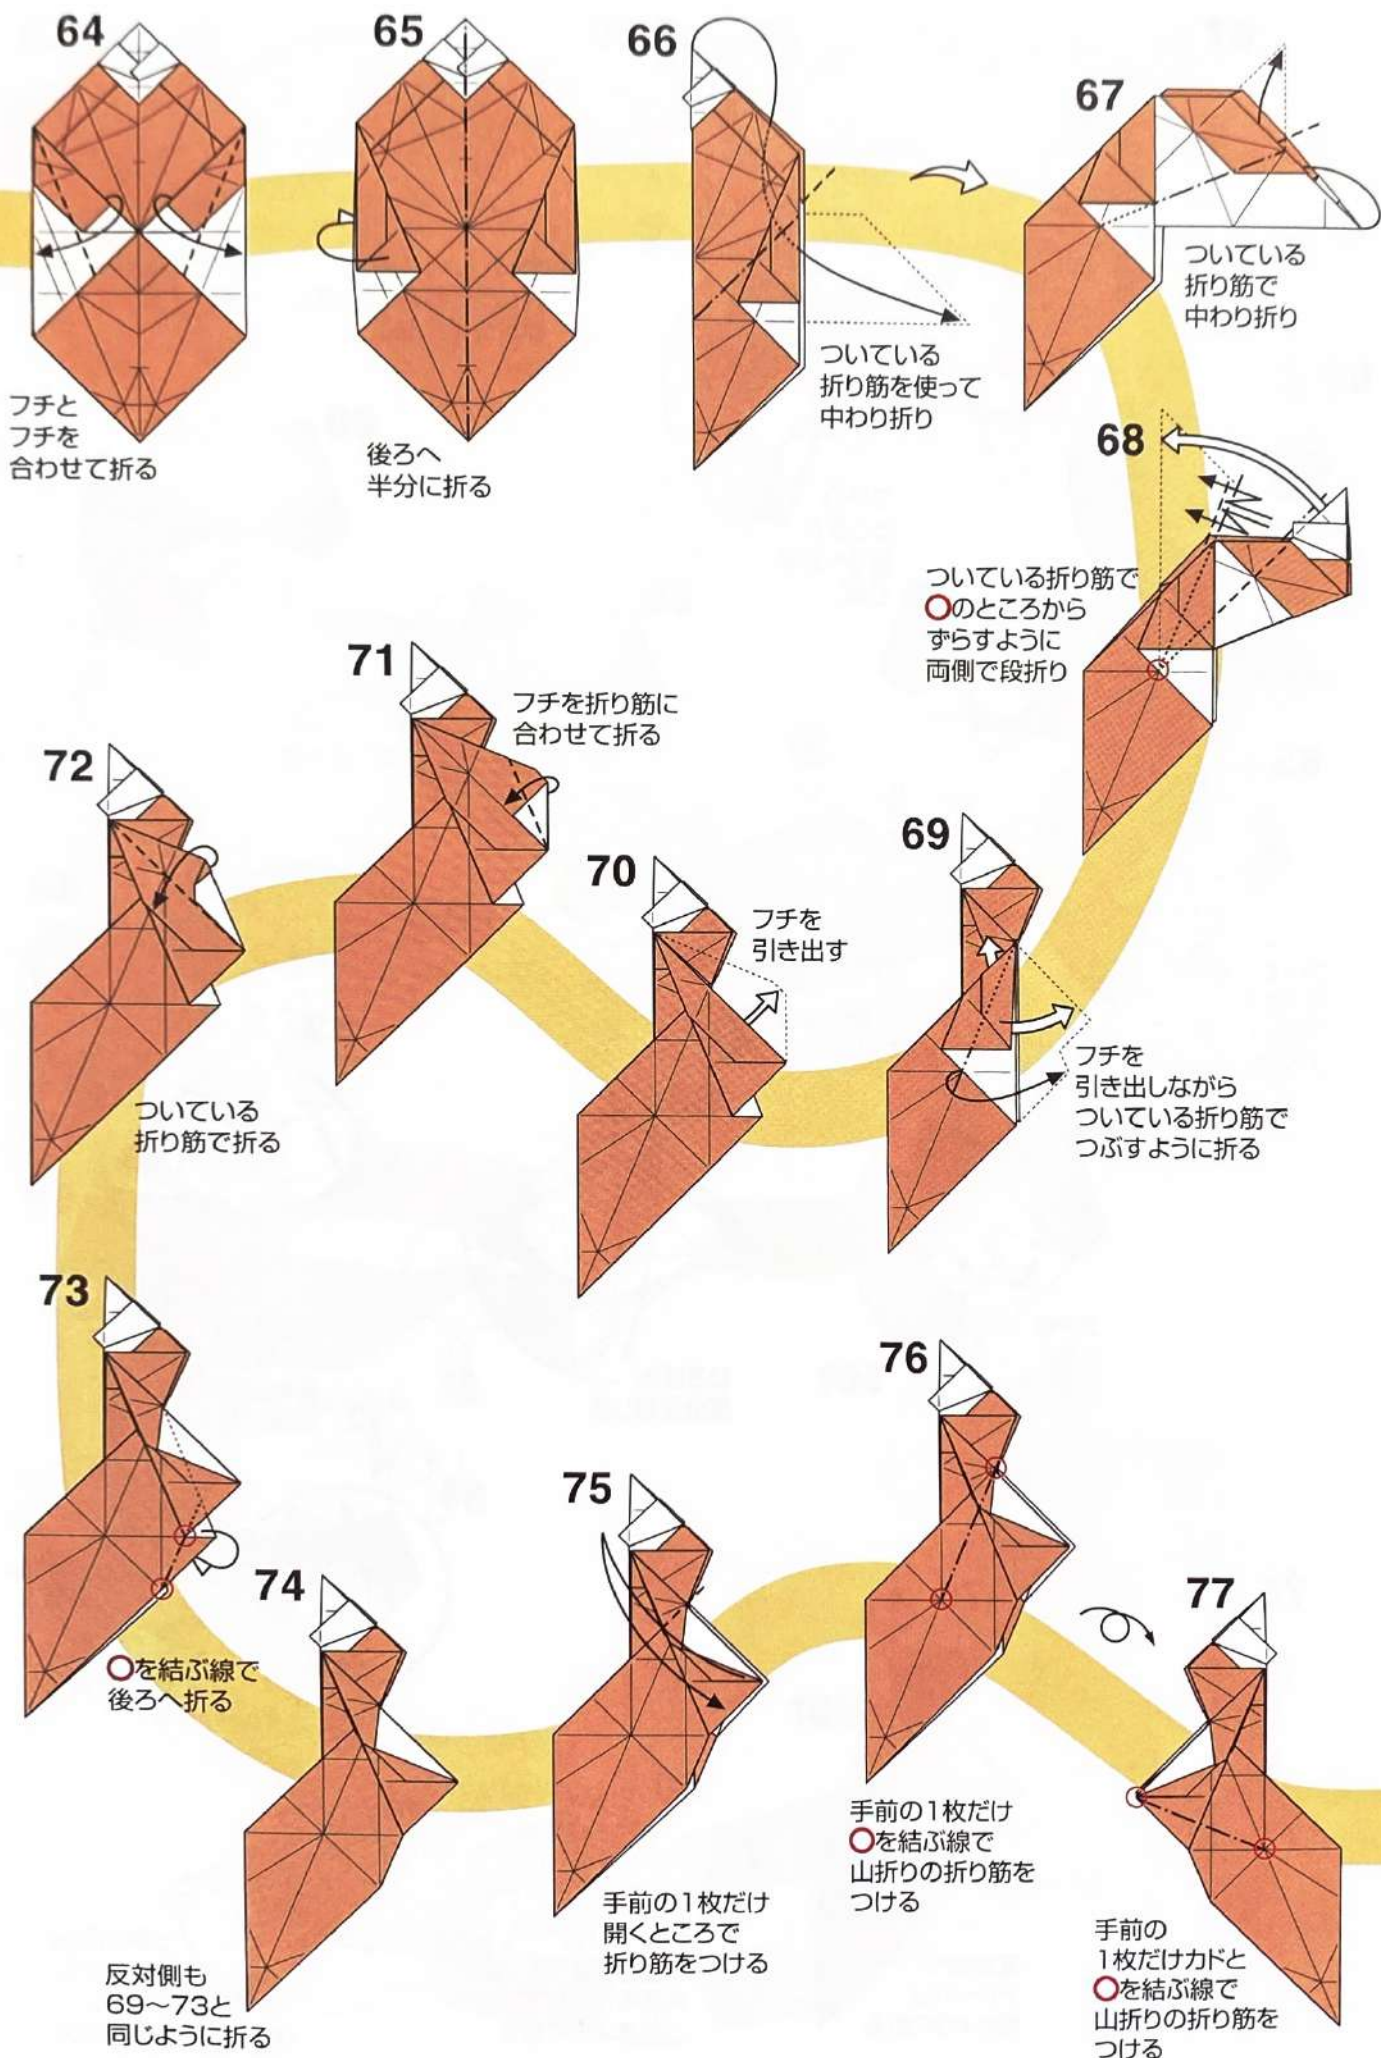 64
フチと
フチを
合わせて折る
65
後ろへ
半分に折る
66
ついている
折り筋を使って
中わり折り
67
ついている
折り筋で
中わり折り
68
ついている折り筋で
○のところから
ずらすように
両側で段折り
69
フチを
引き出しながら
ついている折り筋で
つぶすように折る
70
フチを
引き出す
71
フチを折り筋に
合わせて折る
72
ついている
折り筋で折る
73
○を結ぶ線で
後ろへ折る
74
反対側も
69〜73と
同じように折る
75
手前の1枚だけ
開くところで
折り筋をつける
76
手前の1枚だけ
○を結ぶ線で
山折りの折り筋を
つける
77
手前の
1枚だけカドと
○を結ぶ線で
山折りの折り筋を
つける